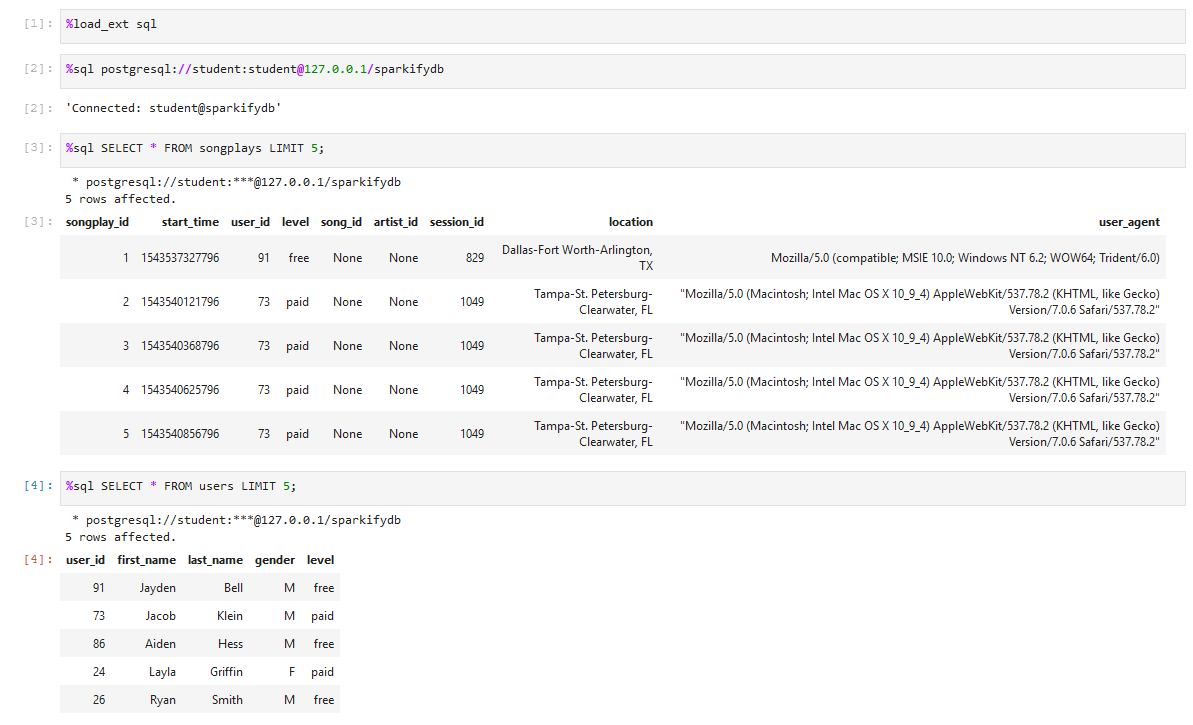 [1]: %load_ext sql
[2]: %sql postgresql://student:student@127.0.0.1/sparkifydb
[2]: 'Connected: student@sparkifydb'
[3]: %sql SELECT * FROM songplays LIMIT 5;
* postgresql://student:***@127.0.0.1/sparkifydb
5 rows affected.
[3]: songplay_id start_time user_id level song_id artist_id session_id location user_agent
1 1543537327796 91 free None None 829 Dallas-Fort Worth-Arlington, TX Mozilla/5.0 (compatible; MSIE 10.0; Windows NT 6.2; WOW64; Trident/6.0)
2 1543540121796 73 paid None None 1049 Tampa-St. Petersburg-Clearwater, FL "Mozilla/5.0 (Macintosh; Intel Mac OS X 10_9_4) AppleWebKit/537.78.2 (KHTML, like Gecko) Version/7.0.6 Safari/537.78.2"
3 1543540368796 73 paid None None 1049 Tampa-St. Petersburg-Clearwater, FL "Mozilla/5.0 (Macintosh; Intel Mac OS X 10_9_4) AppleWebKit/537.78.2 (KHTML, like Gecko) Version/7.0.6 Safari/537.78.2"
4 1543540625796 73 paid None None 1049 Tampa-St. Petersburg-Clearwater, FL "Mozilla/5.0 (Macintosh; Intel Mac OS X 10_9_4) AppleWebKit/537.78.2 (KHTML, like Gecko) Version/7.0.6 Safari/537.78.2"
5 1543540856796 73 paid None None 1049 Tampa-St. Petersburg-Clearwater, FL "Mozilla/5.0 (Macintosh; Intel Mac OS X 10_9_4) AppleWebKit/537.78.2 (KHTML, like Gecko) Version/7.0.6 Safari/537.78.2"
[4]: %sql SELECT * FROM users LIMIT 5;
* postgresql://student:***@127.0.0.1/sparkifydb
5 rows affected.
[4]: user_id first_name last_name gender level
91 Jayden Bell M free
73 Jacob Klein M paid
86 Aiden Hess M free
24 Layla Griffin F paid
26 Ryan Smith M free